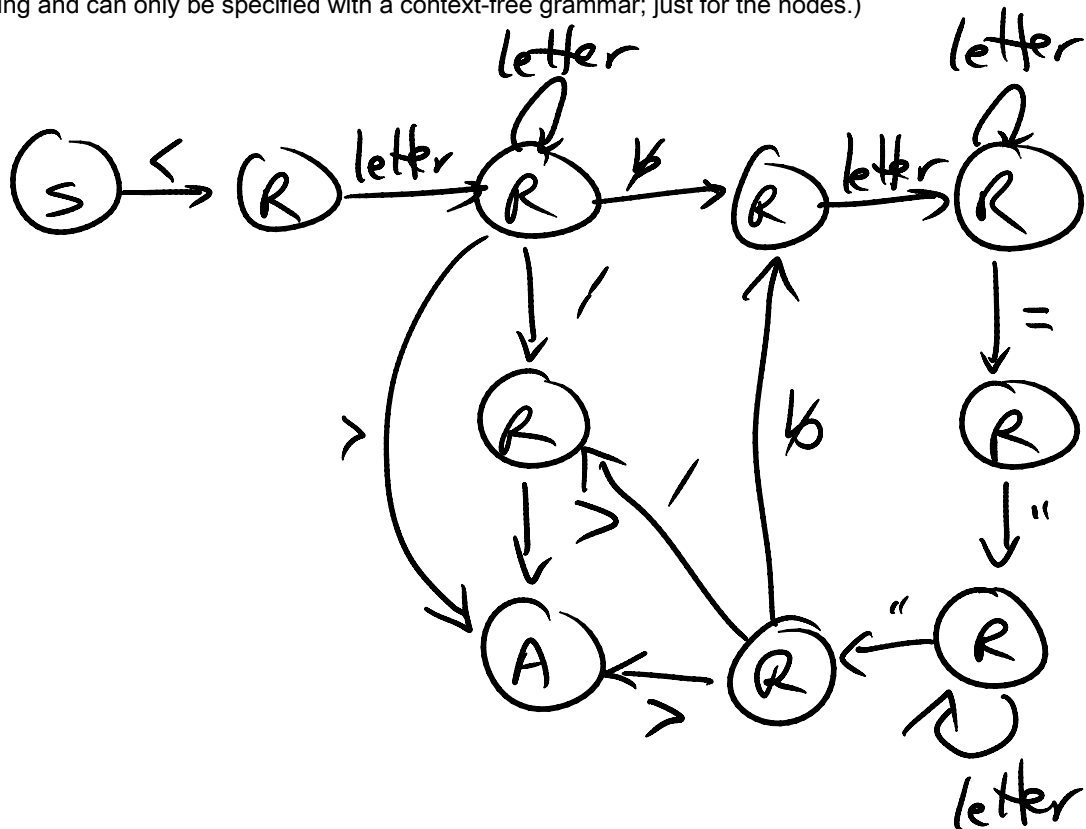 ing and can only be specified with a context-free grammar; just for the nodes.)
letter letter
S < R letter R ƀ R letter R
/ =
> R ƀ R
> / "
A > R " R
letter